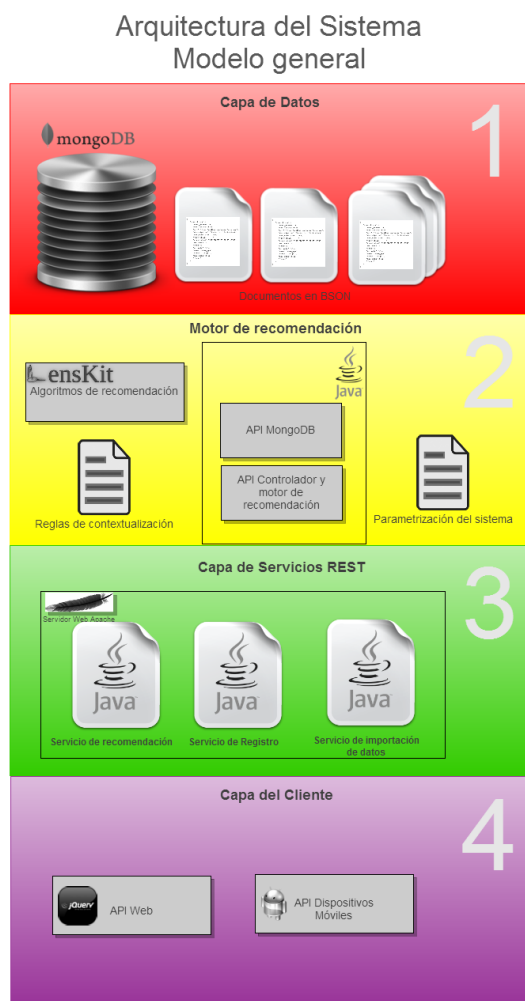 Arquitectura del Sistema
Modelo general
Capa de Datos
1
mongoDB
Documentos en BSON
Motor de recomendación
2
LensKit
Algoritmos de recomendación
Java
API MongoDB
API Controlador y
motor de
recomendación
Reglas de contextualización
Parametrización del sistema
Capa de Servicios REST
3
Servidor Web Apache
Java
Java
Java
Servicio de recomendación
Servicio de Registro
Servicio de importación
de datos
Capa del Cliente
4
jQuery
API Web
API Dispositivos
Móviles